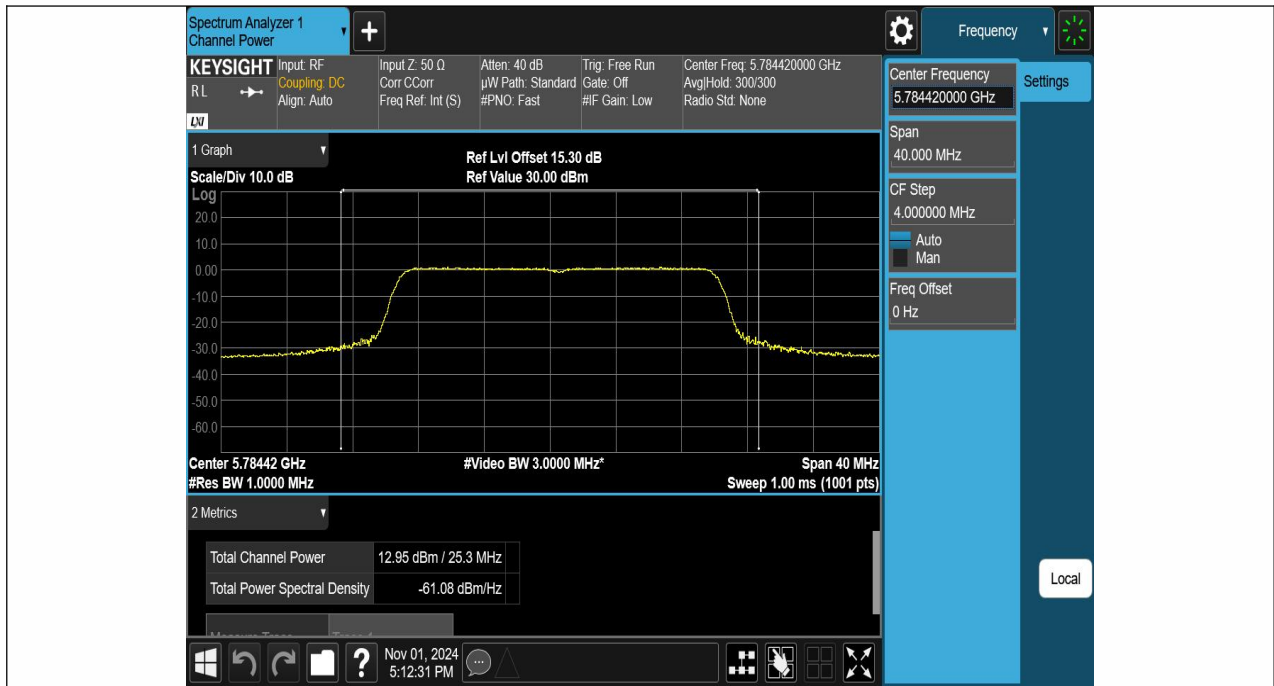 Spectrum Analyzer 1
Channel Power
+
Frequency
KEYSIGHT
RL
LXI
Input: RF
Coupling: DC
Align: Auto
Input Z: 50 Ω
Corr CCorr
Freq Ref: Int (S)
Atten: 40 dB
µW Path: Standard
#PNO: Fast
Trig: Free Run
Gate: Off
#IF Gain: Low
Center Freq: 5.784420000 GHz
Avg|Hold: 300/300
Radio Std: None
Center Frequency
5.784420000 GHz
Settings
Span
40.000 MHz
CF Step
4.000000 MHz
Auto
Man
Freq Offset
0 Hz
1 Graph
Scale/Div 10.0 dB
Ref Lvl Offset 15.30 dB
Ref Value 30.00 dBm
Log
20.0
10.0
0.00
-10.0
-20.0
-30.0
-40.0
-50.0
-60.0
Center 5.78442 GHz
#Video BW 3.0000 MHz*
Span 40 MHz
#Res BW 1.0000 MHz
Sweep 1.00 ms (1001 pts)
2 Metrics
Total Channel Power 12.95 dBm / 25.3 MHz
Total Power Spectral Density -61.08 dBm/Hz
Local
?
Nov 01, 2024
5:12:31 PM